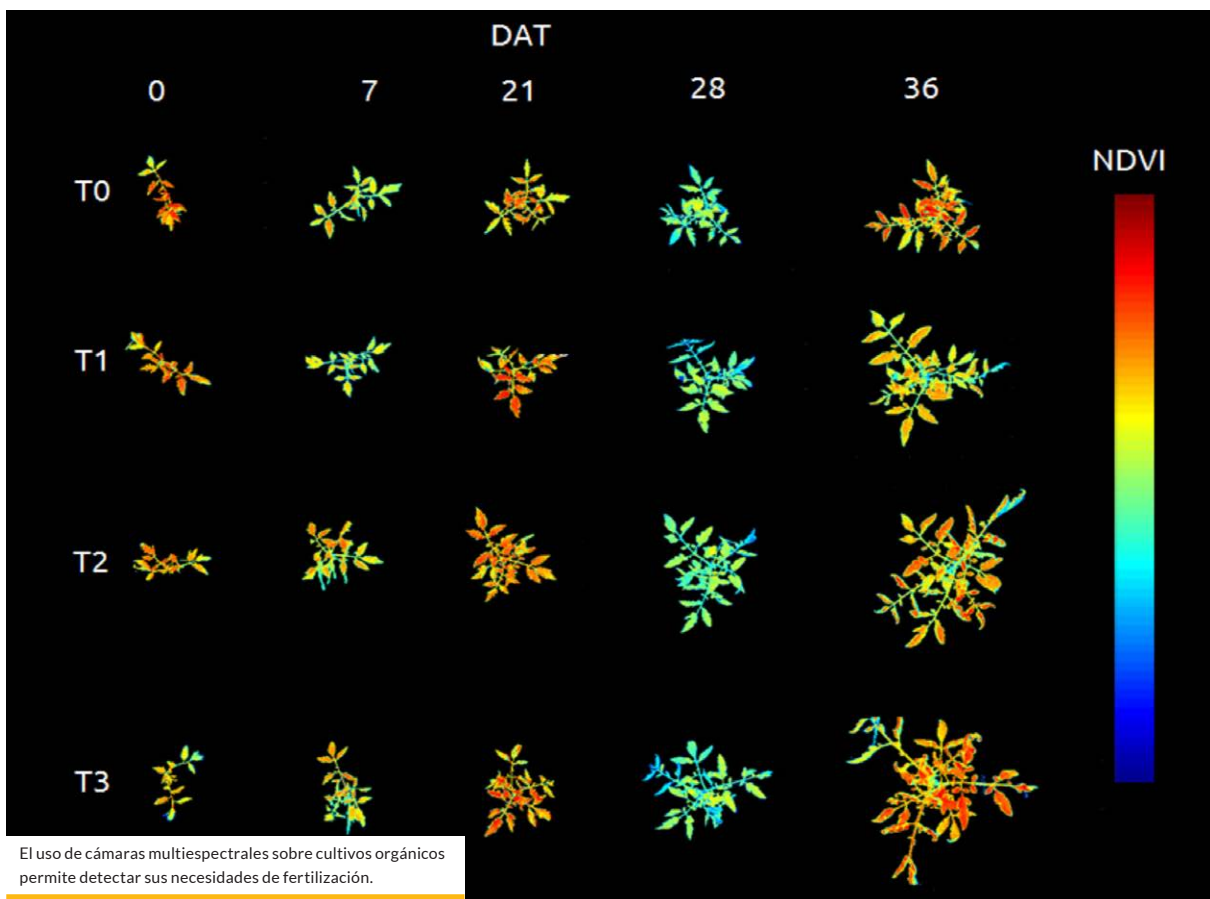 DAT
0 7 21 28 36
NDVI
T0
T1
T2
T3
El uso de cámaras multiespectrales sobre cultivos orgánicos
permite detectar sus necesidades de fertilización.